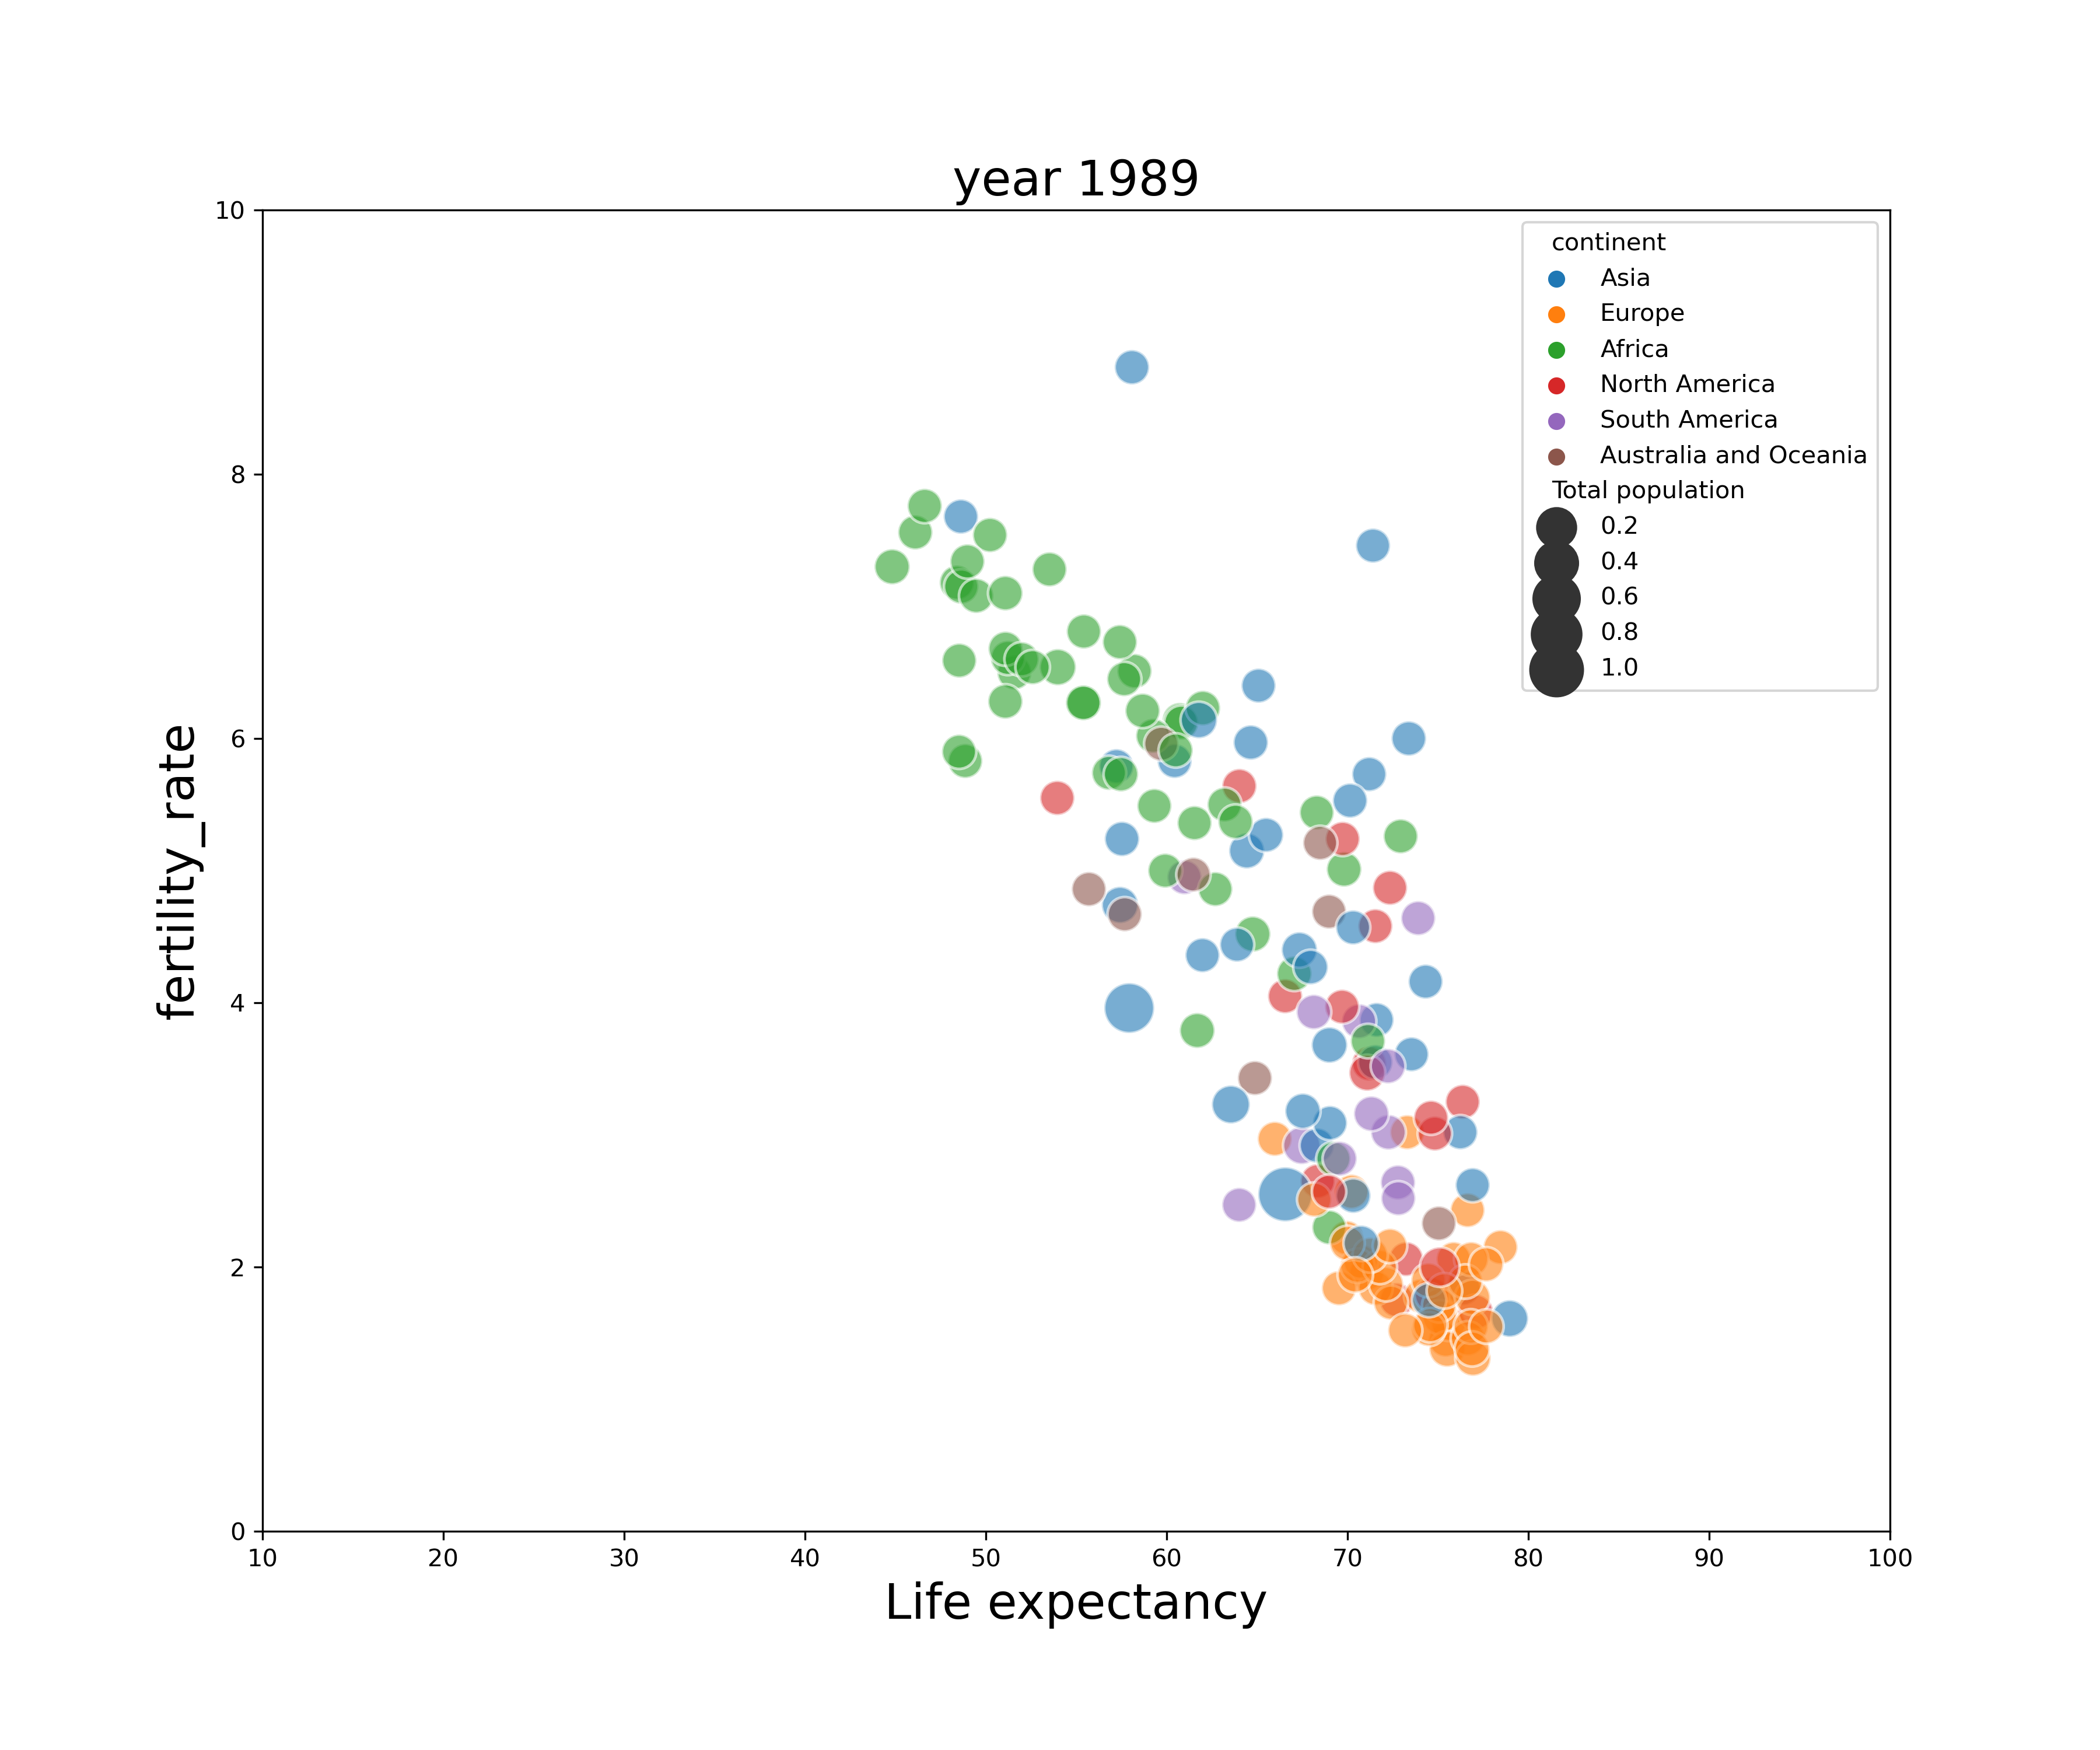 year 1989
10
8
6
4
2
0
fertility_rate
continent
Asia
Europe
Africa
North America
South America
Australia and Oceania
Total population
0.2
0.4
0.6
0.8
1.0
10 20 30 40 50 60 70 80 90 100
Life expectancy